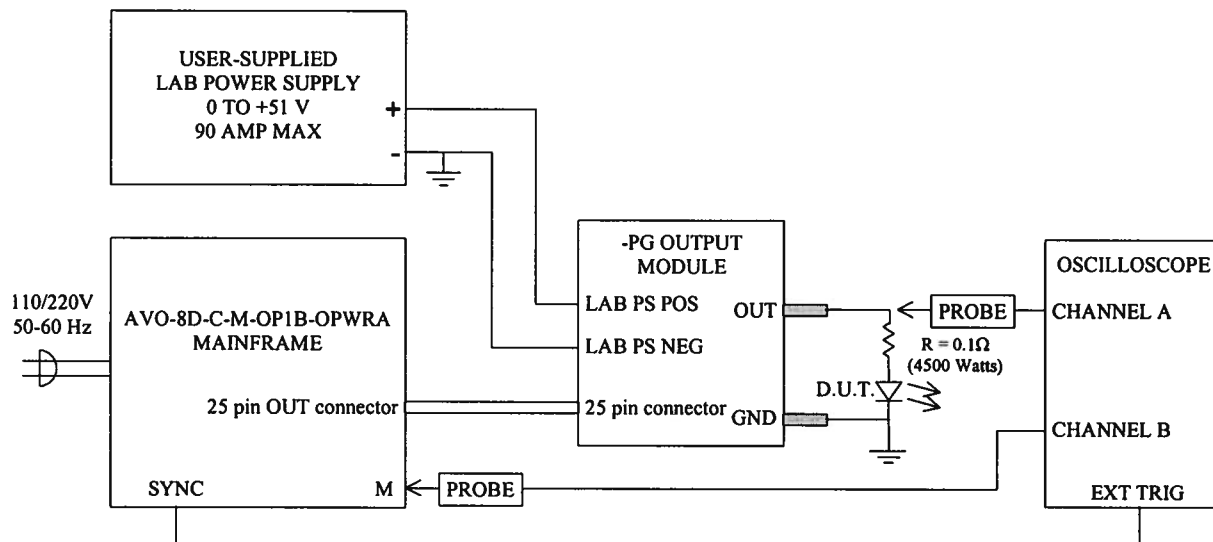 USER-SUPPLIED
LAB POWER SUPPLY
0 TO +51 V
90 AMP MAX
+
-
110/220V
50-60 Hz
AVO-8D-C-M-OP1B-OPWRA
MAINFRAME
25 pin OUT connector
SYNC
M
PROBE
-PG OUTPUT
MODULE
LAB PS POS
OUT
LAB PS NEG
25 pin connector
GND
PROBE
R = 0.1Ω
(4500 Watts)
D.U.T.
OSCILLOSCOPE
CHANNEL A
CHANNEL B
EXT TRIG